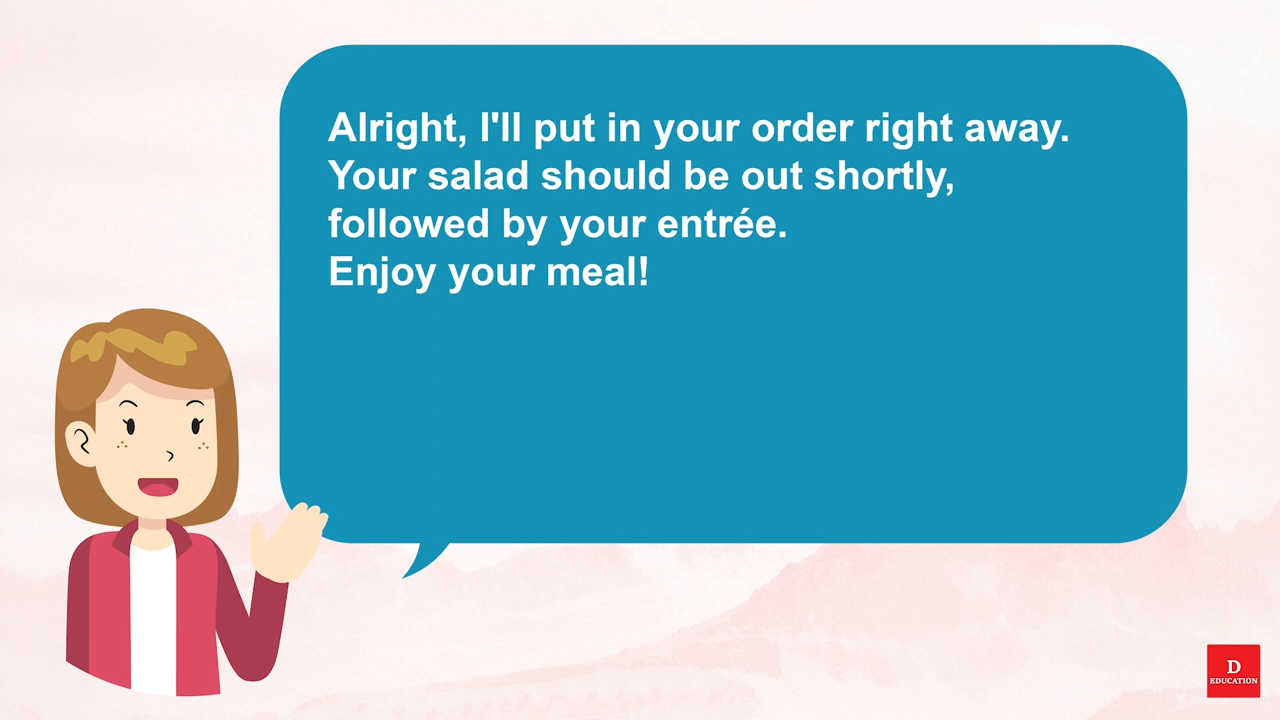 Alright, I'll put in your order right away.
Your salad should be out shortly,
followed by your entrée.
Enjoy your meal!
D
EDUCATION